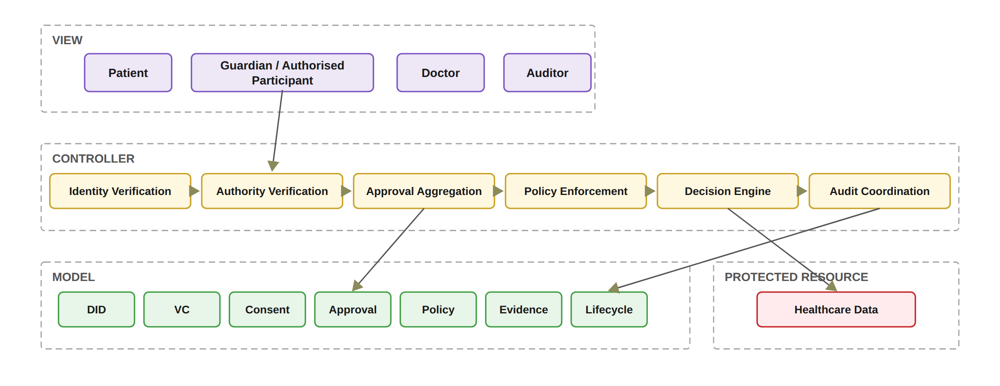 VIEW
Patient
Guardian / Authorised
Participant
Doctor
Auditor
CONTROLLER
Identity Verification
Authority Verification
Approval Aggregation
Policy Enforcement
Decision Engine
Audit Coordination
MODEL
DID
VC
Consent
Approval
Policy
Evidence
Lifecycle
PROTECTED RESOURCE
Healthcare Data